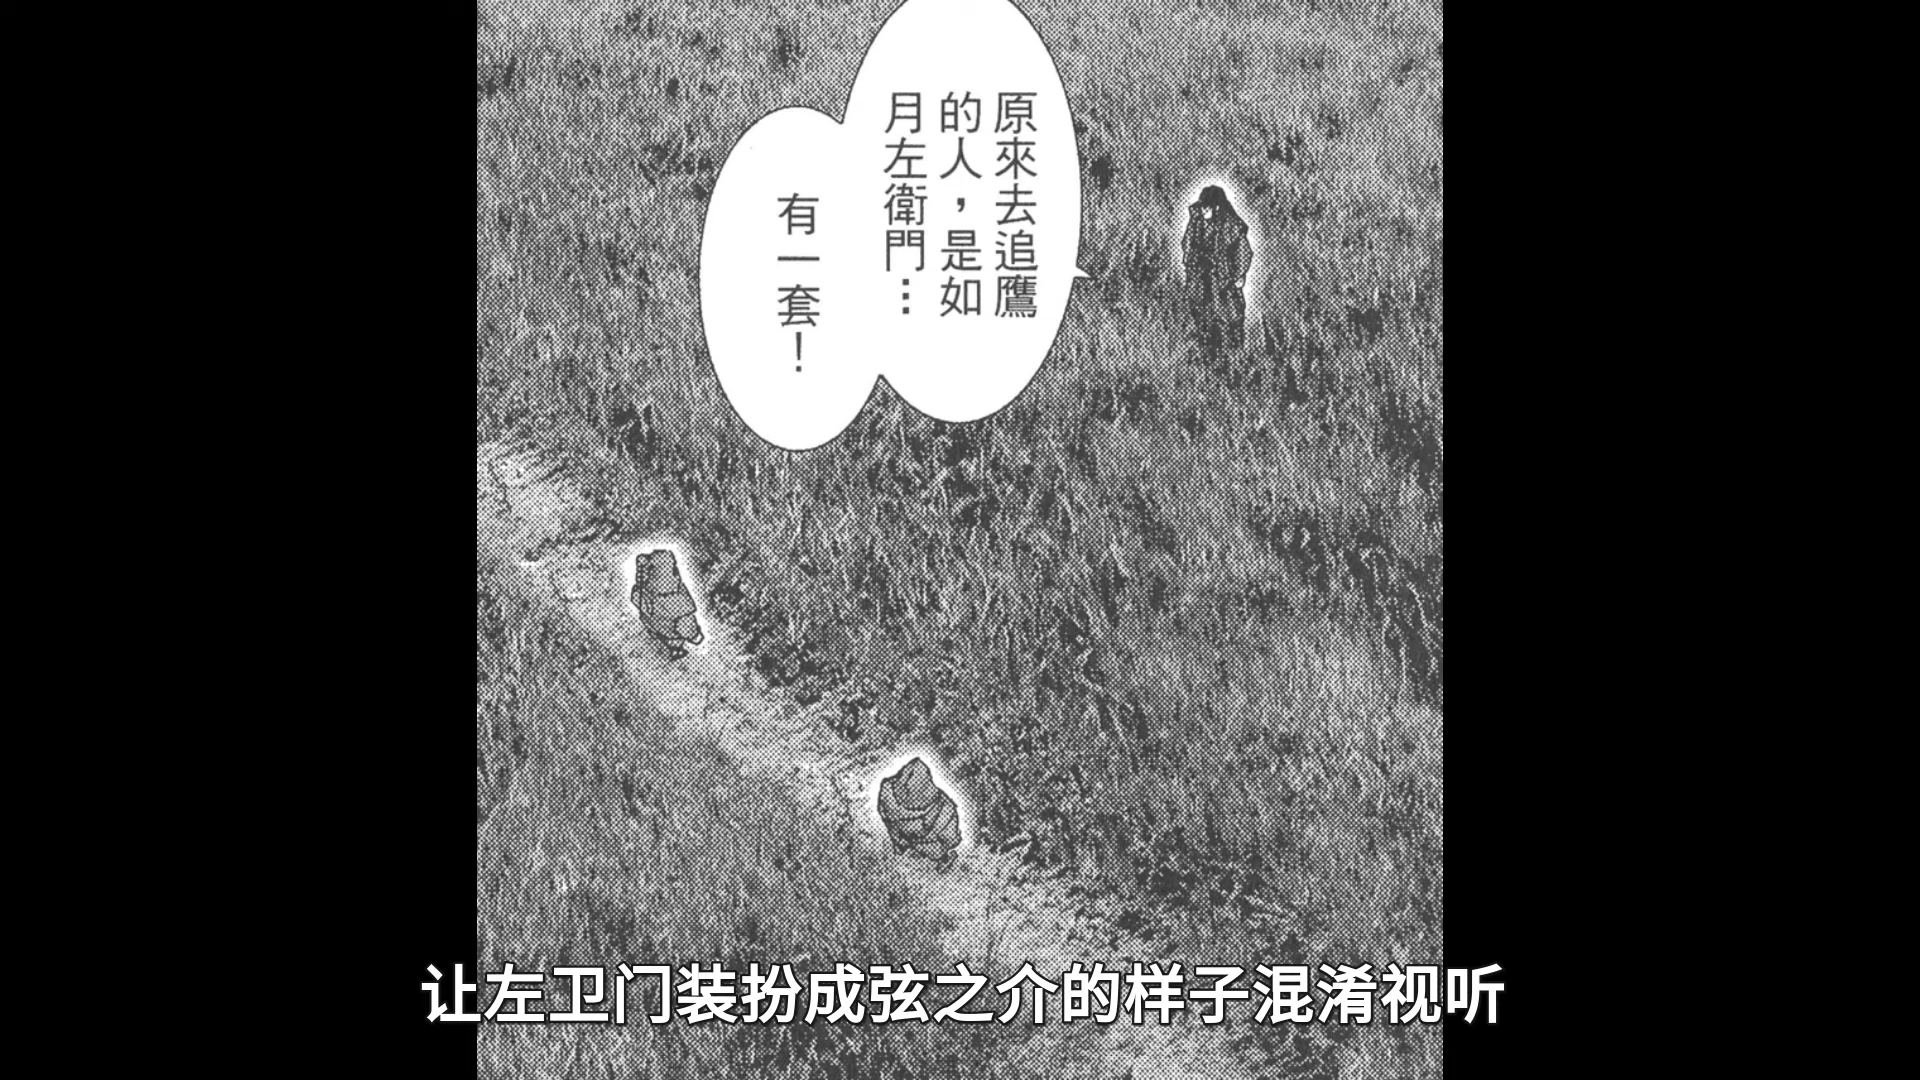 原來去追鷹
的人，是如
月左衛門…
有一套！
让左卫门装扮成弦之介的样子混淆视听